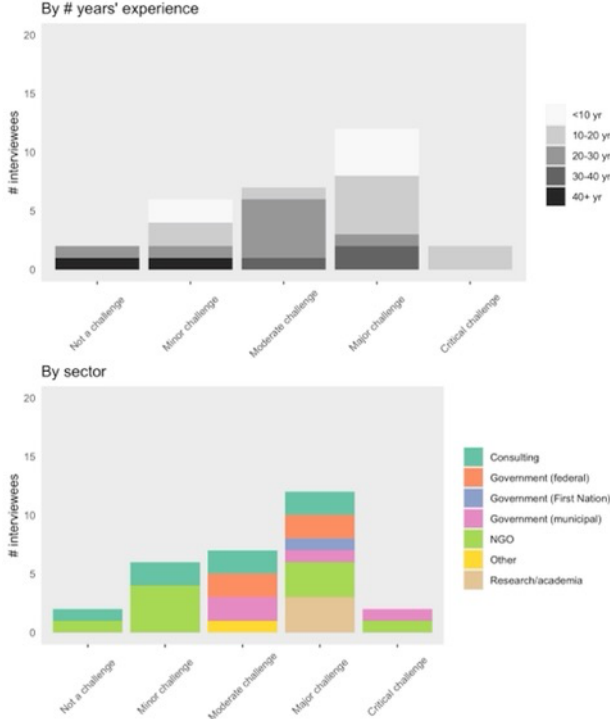 By # years' experience
20
15
10
5
0
# interviewees
Not a challenge
Minor challenge
Moderate challenge
Major challenge
Critical challenge
<10 yr
10-20 yr
20-30 yr
30-40 yr
40+ yr
By sector
20
15
10
5
0
# interviewees
Not a challenge
Minor challenge
Moderate challenge
Major challenge
Critical challenge
Consulting
Government (federal)
Government (First Nation)
Government (municipal)
NGO
Other
Research/academia